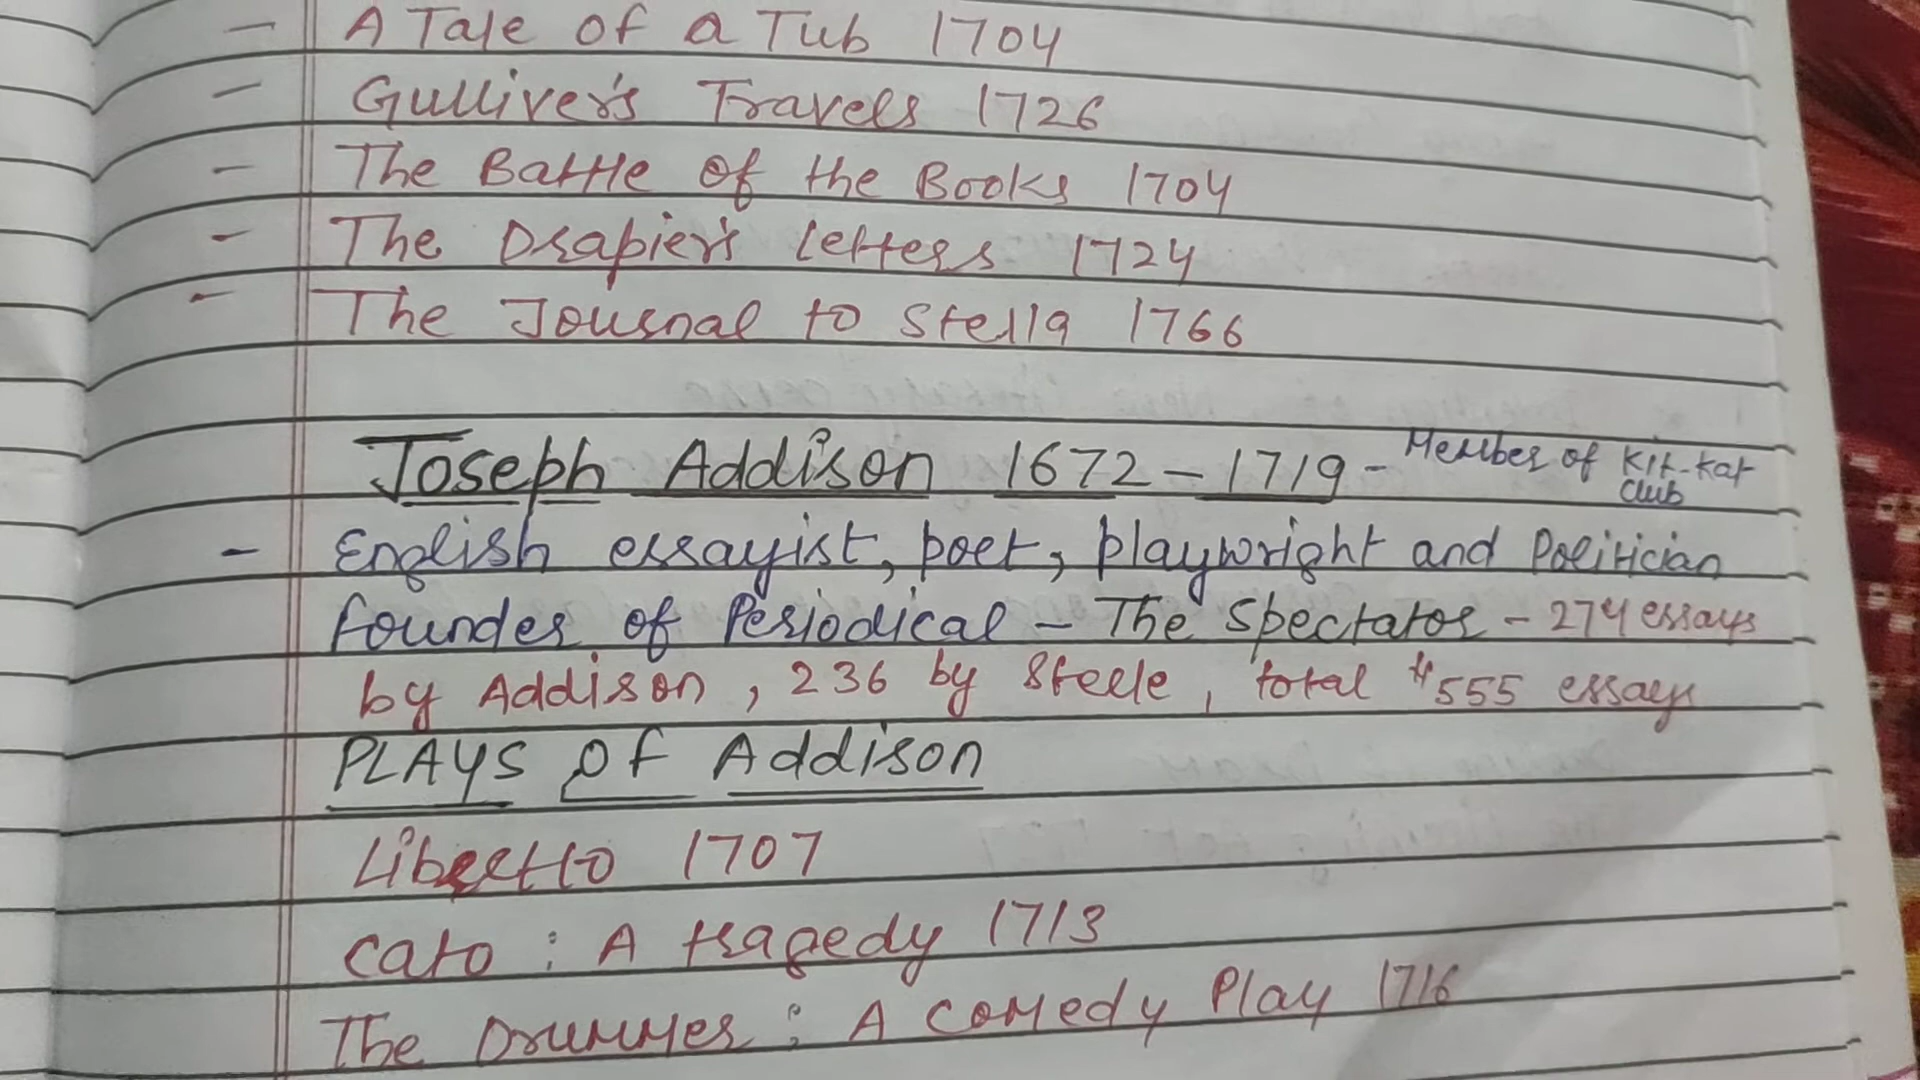 - A Tale of a Tub 1704
- Gulliver's Travels 1726
- The Battle of the Books 1704
- The Drapier's Letters 1724
- The Journal to Stella 1766
Joseph Addison 1672 - 1719 - Member of Kit-Kat Club
- English essayist, poet, playwright and Politician
founder of Periodical - The Spectator - 274 essays
by Addison, 236 by Steele, total 555 essays
PLAYS OF Addison
Libretto 1707
Cato : A tragedy 1713
The Drummer : A Comedy Play 1716